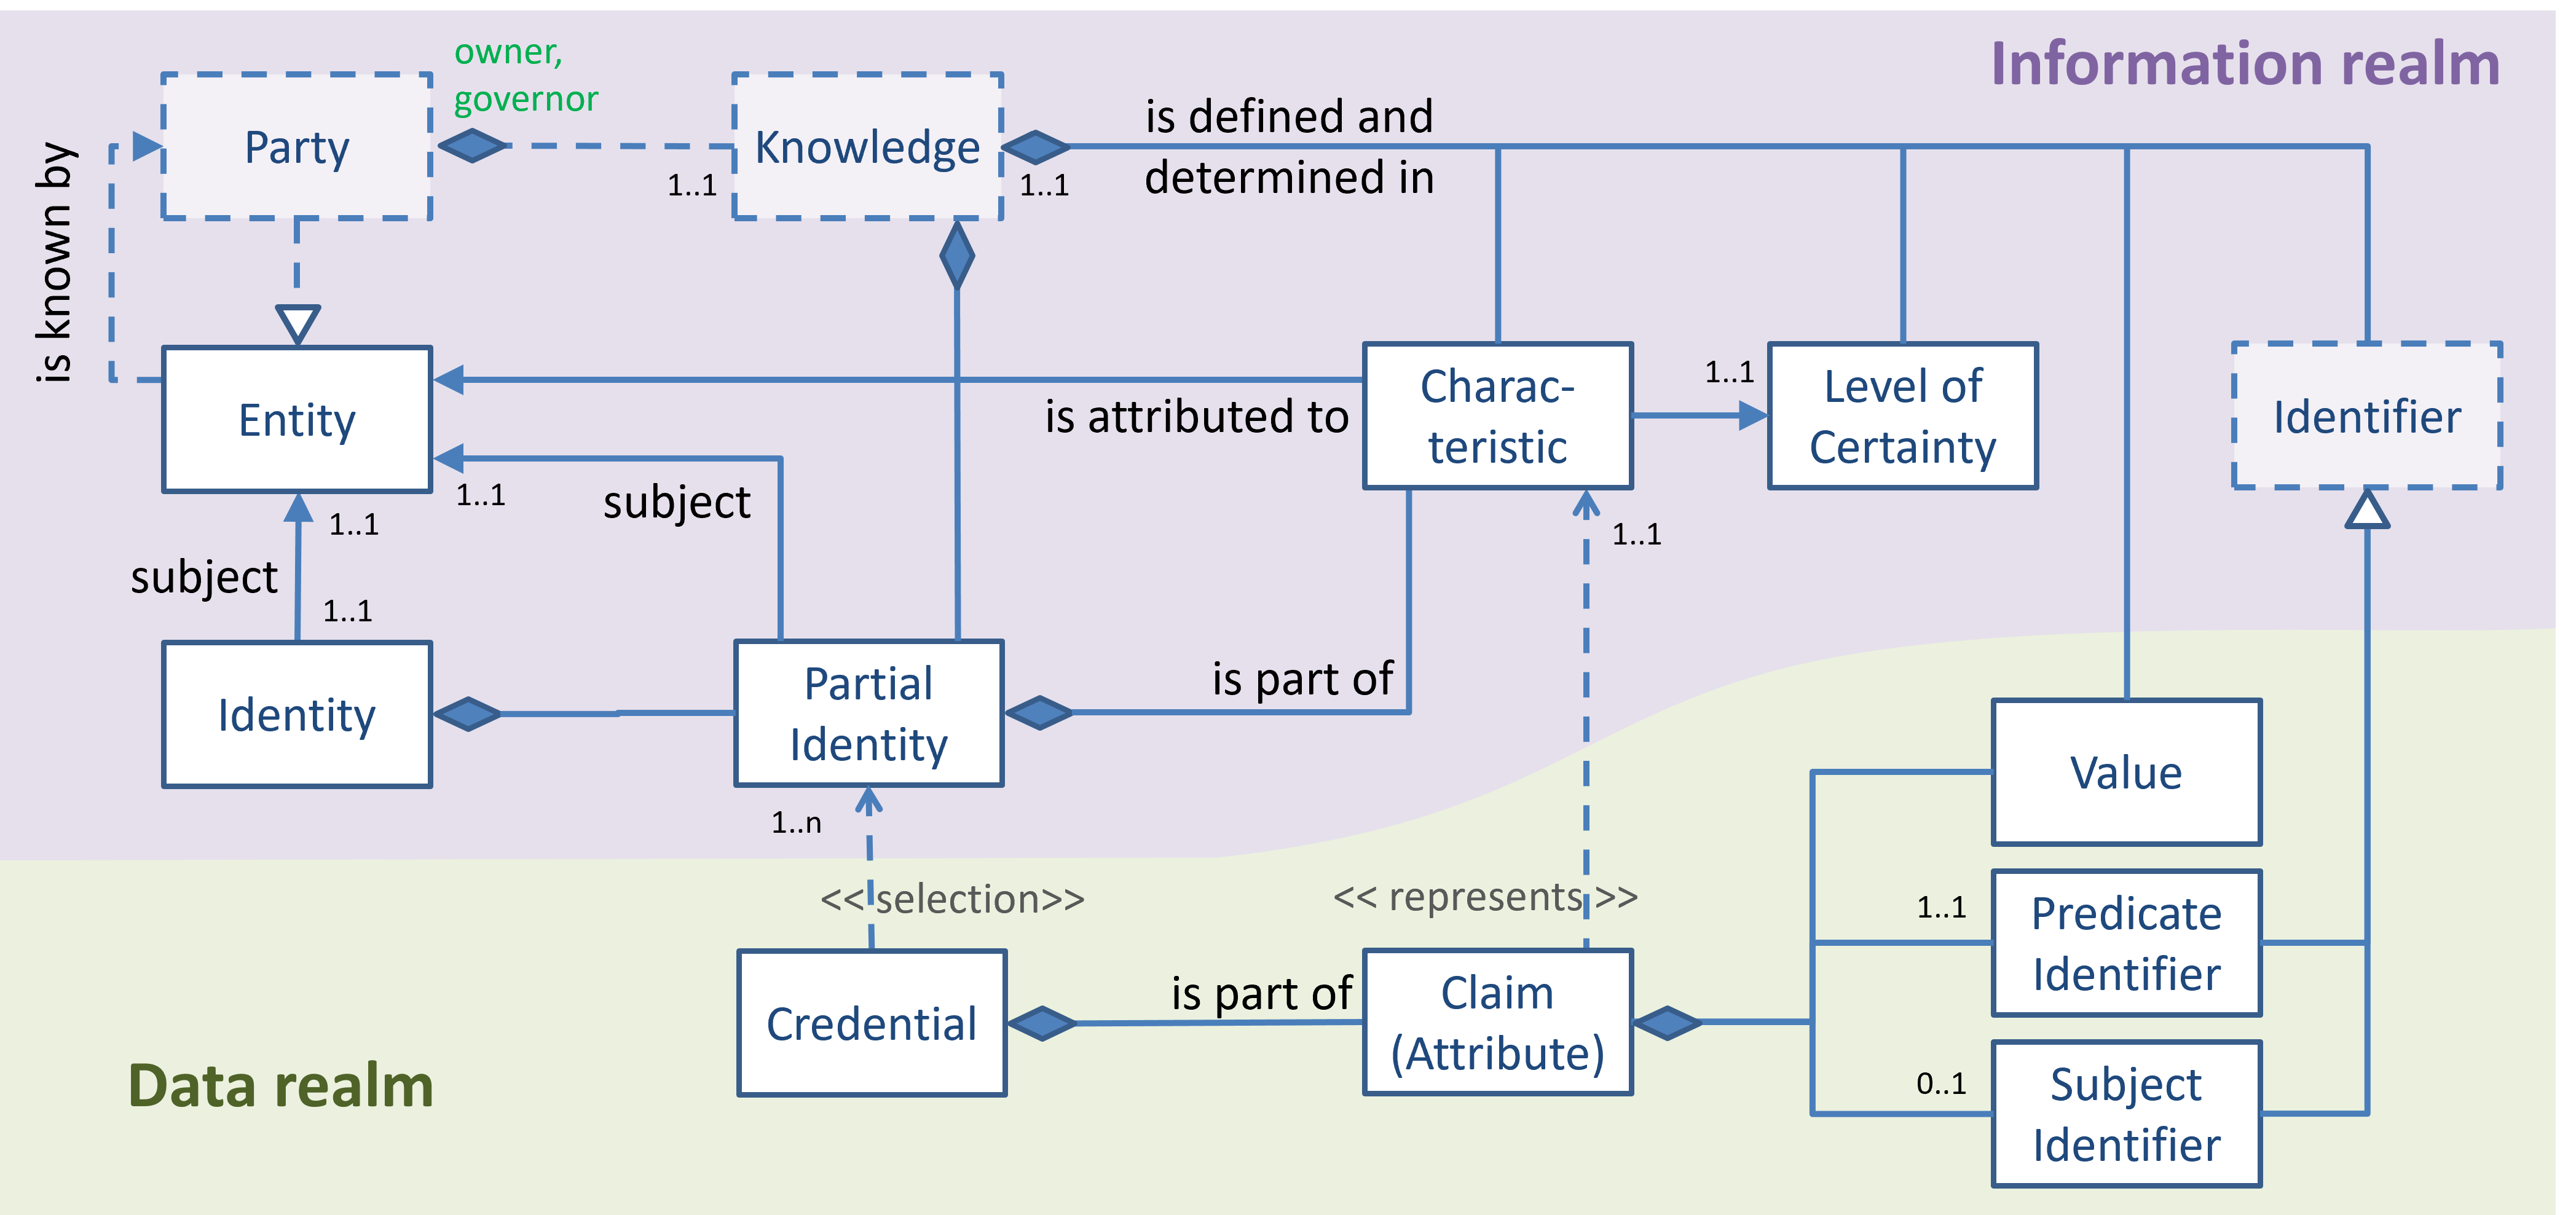 owner,
governor
Information realm
Party
Knowledge
is defined and
determined in
1..1
1..1
is known by
Entity
Charac-
teristic
1..1
Level of
Certainty
Identifier
is attributed to
1..1
subject
1..1
1..1
subject
1..1
Identity
Partial
Identity
is part of
Value
1..n
<< selection>>
<< represents >>
1..1
Predicate
Identifier
Credential
is part of
Claim
(Attribute)
0..1
Subject
Identifier
Data realm